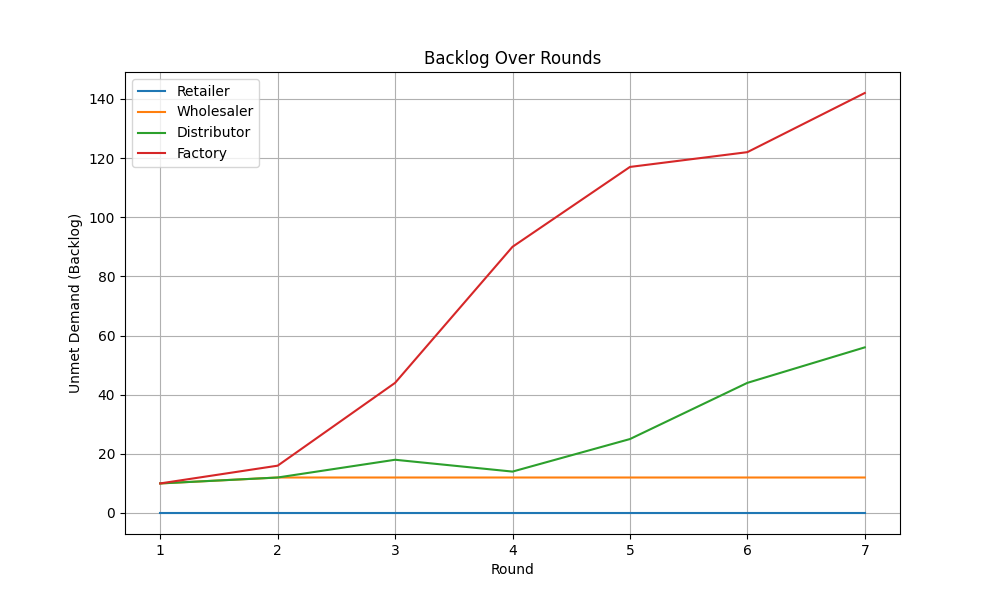 Backlog Over Rounds
Retailer
Wholesaler
Distributor
Factory
Unmet Demand (Backlog)
140
120
100
80
60
40
20
0
1 2 3 4 5 6 7
Round